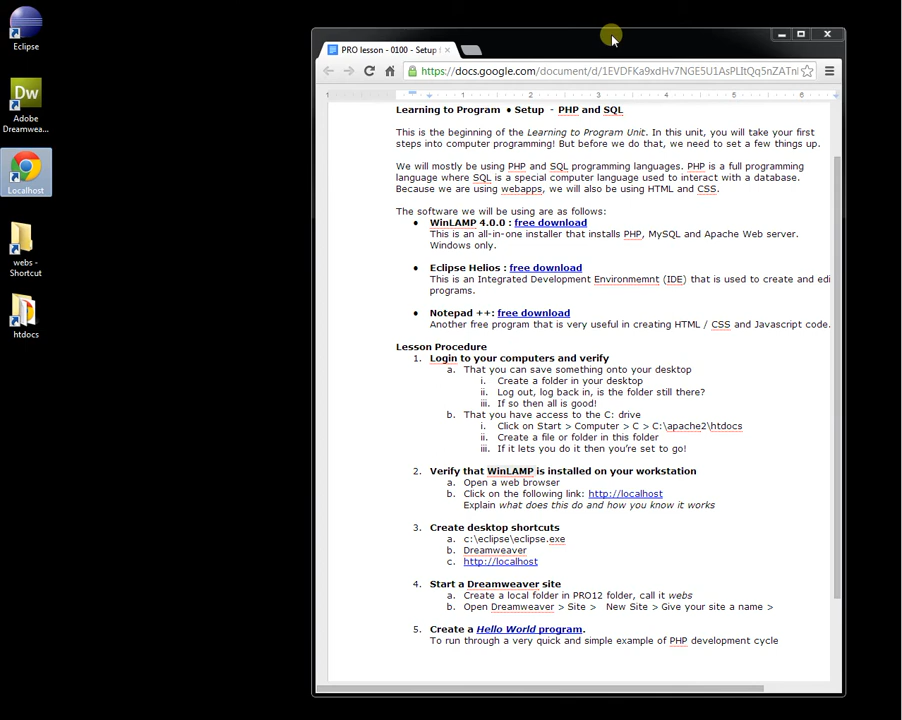 Eclipse
Dw
Adobe
Dreamwea...
Localhost
webs -
Shortcut
htdocs
PRO lesson - 0100 - Setup
https://docs.google.com/document/d/1EVDFKa9xdHv7NGE5U1AsPLItQq5nZATnl
1 1 2 3 4 5 6
Learning to Program ● Setup - PHP and SQL
This is the beginning of the Learning to Program Unit. In this unit, you will take your first
steps into computer programming! But before we do that, we need to set a few things up.
We will mostly be using PHP and SQL programming languages. PHP is a full programming
language where SQL is a special computer language used to interact with a database.
Because we are using webapps, we will also be using HTML and CSS.
The software we will be using are as follows:
● WinLAMP 4.0.0 : free download
This is an all-in-one installer that installs PHP, MySQL and Apache Web server.
Windows only.
● Eclipse Helios : free download
This is an Integrated Development Environmemnt (IDE) that is used to create and edi
programs.
● Notepad ++: free download
Another free program that is very useful in creating HTML / CSS and Javascript code.
Lesson Procedure
1. Login to your computers and verify
a. That you can save something onto your desktop
i. Create a folder in your desktop
ii. Log out, log back in, is the folder still there?
iii. If so then all is good!
b. That you have access to the C: drive
i. Click on Start > Computer > C > C:\apache2\htdocs
ii. Create a file or folder in this folder
iii. If it lets you do it then you're set to go!
2. Verify that WinLAMP is installed on your workstation
a. Open a web browser
b. Click on the following link: http://localhost
Explain what does this do and how you know it works
3. Create desktop shortcuts
a. c:\eclipse\eclipse.exe
b. Dreamweaver
c. http://localhost
4. Start a Dreamweaver site
a. Create a local folder in PRO12 folder, call it webs
b. Open Dreamweaver > Site > New Site > Give your site a name >
5. Create a Hello World program.
To run through a very quick and simple example of PHP development cycle